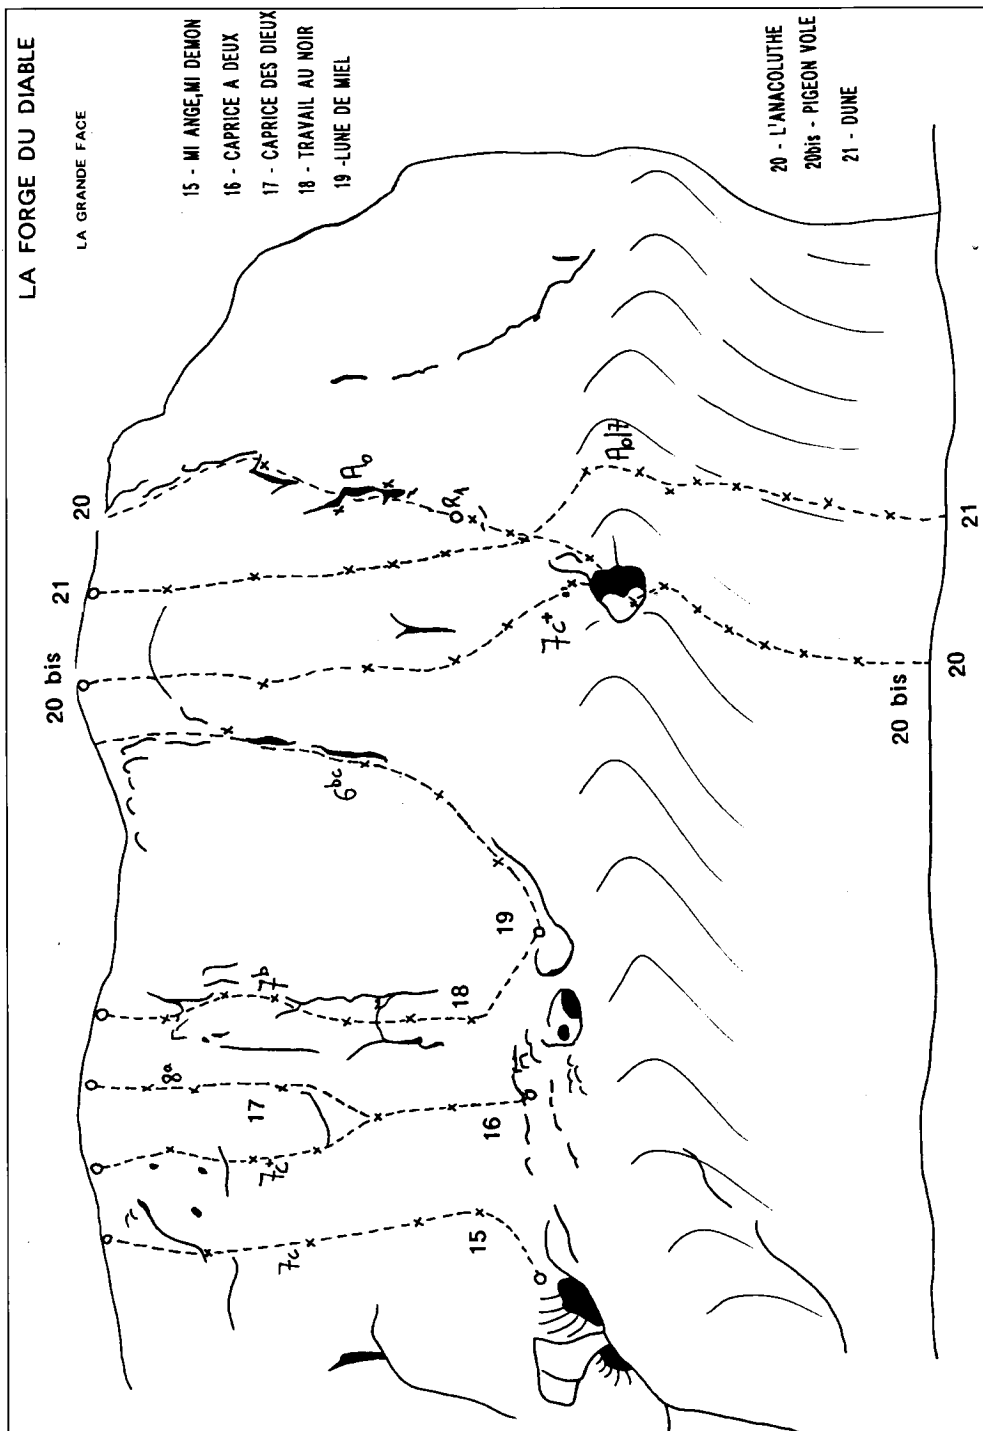 LA FORGE DU DIABLE
LA GRANDE FACE
15 - MI ANGE,MI DEMON
16 - CAPRICE A DEUX
17 - CAPRICE DES DIEUX
18 - TRAVAIL AU NOIR
19 -LUNE DE MIEL
20 bis
21
20
8a
17
7c+
7b
7c
6bc
A0
R1
15
16
18
19
7c+
A0/7
20 - L'ANACOLUTHE
20bis - PIGEON VOLE
21 - DUNE
20 bis
20
21